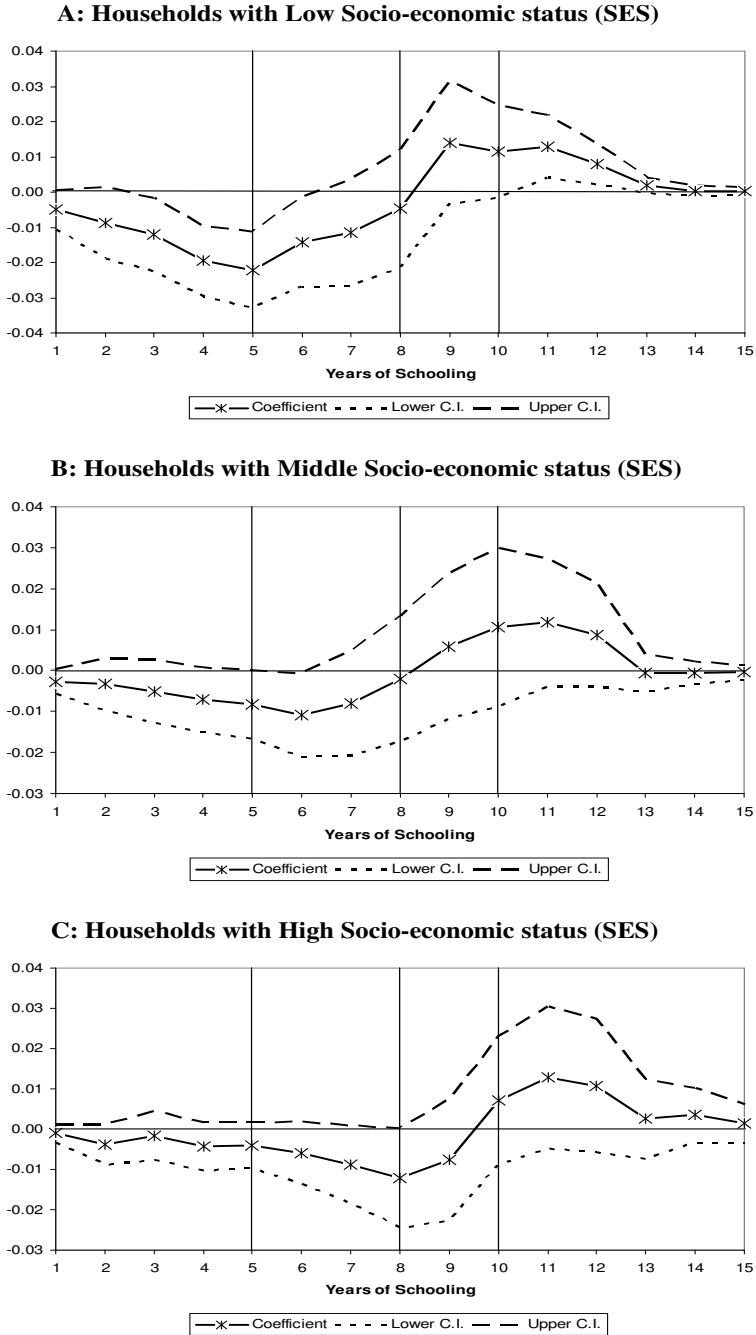 A: Households with Low Socio-economic status (SES)
0.04
0.03
0.02
0.01
0.00
-0.01
-0.02
-0.03
-0.04
1 2 3 4 5 6 7 8 9 10 11 12 13 14 15
Years of Schooling
Coefficient Lower C.I. Upper C.I.
B: Households with Middle Socio-economic status (SES)
0.04
0.03
0.02
0.01
0.00
-0.01
-0.02
-0.03
1 2 3 4 5 6 7 8 9 10 11 12 13 14 15
Years of Schooling
Coefficient Lower C.I. Upper C.I.
C: Households with High Socio-economic status (SES)
0.04
0.03
0.02
0.01
0.00
-0.01
-0.02
-0.03
1 2 3 4 5 6 7 8 9 10 11 12 13 14 15
Years of Schooling
Coefficient Lower C.I. Upper C.I.